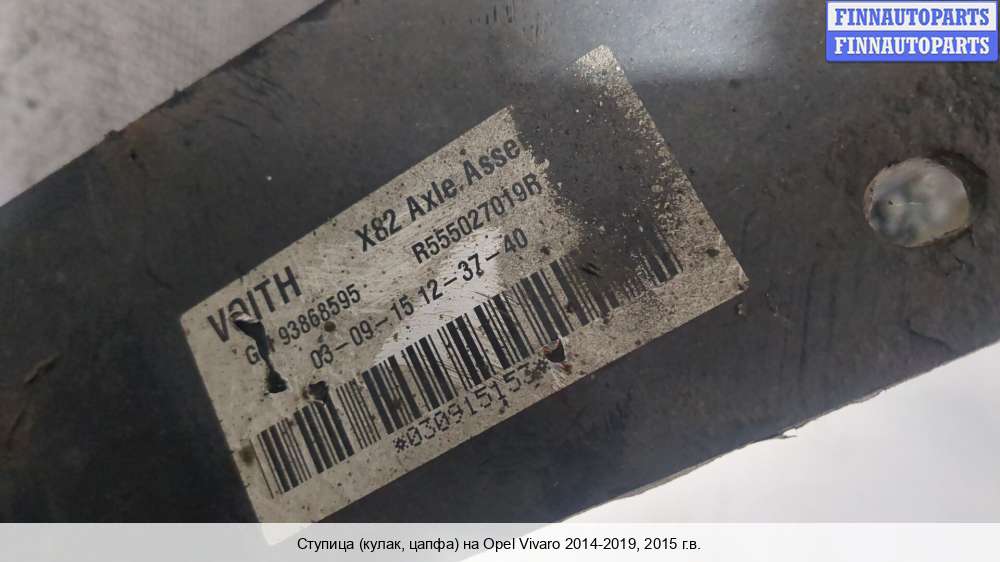 FINNAUTOPARTS
FINNAUTOPARTS
X82 Axle Asse
R555027019R
VOITH
93868595
03-09-15 12-37-40
*030915153
Ступица (кулак, цапфа) на Opel Vivaro 2014-2019, 2015 г.в.